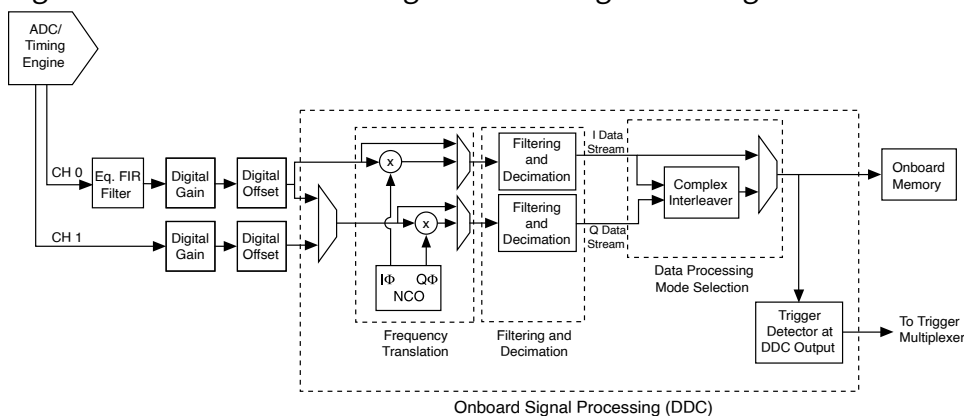 ADC/
Timing
Engine
CH 0
Eq. FIR
Filter
Digital
Gain
Digital
Offset
CH 1
Digital
Gain
Digital
Offset
x
x
IΦ QΦ
NCO
Frequency
Translation
Filtering
and
Decimation
Filtering
and
Decimation
Filtering and
Decimation
I Data
Stream
Q Data
Stream
Complex
Interleaver
Data Processing
Mode Selection
Onboard
Memory
Trigger
Detector at
DDC Output
To Trigger
Multiplexer
Onboard Signal Processing (DDC)